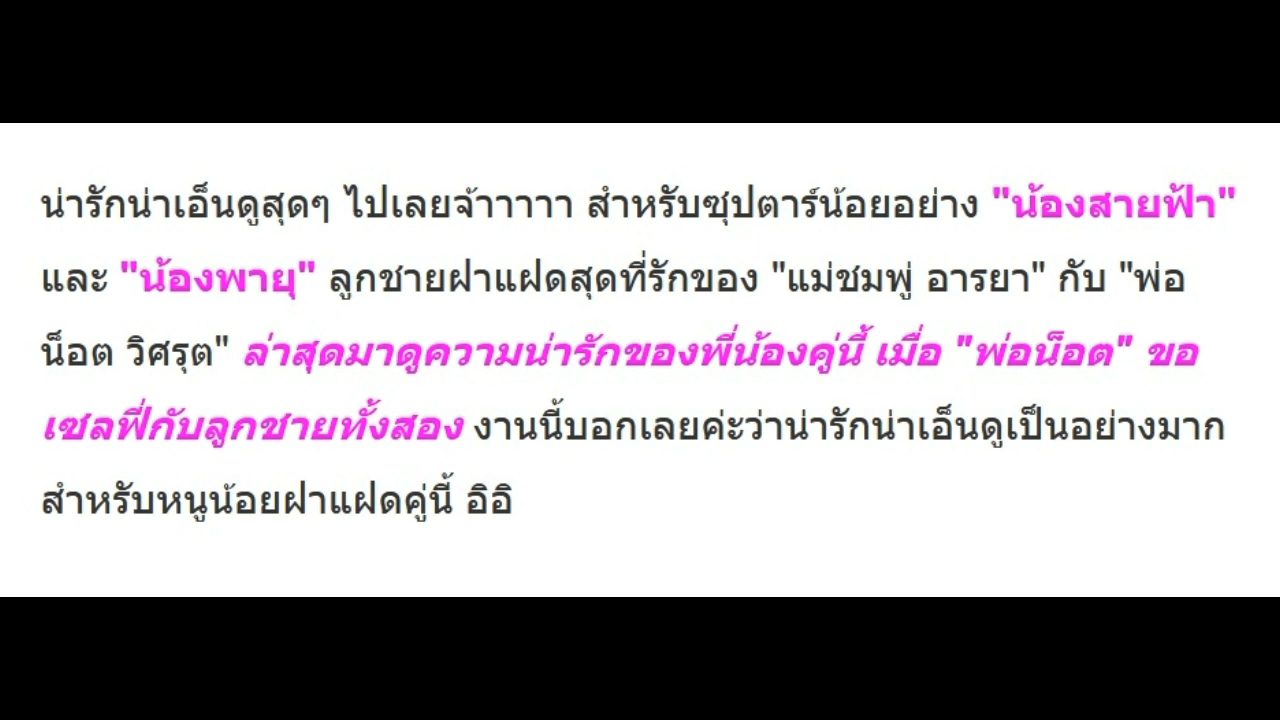 น่ารักน่าเอ็นดูสุดๆ ไปเลยจ้าาาาา สำหรับซุปตาร์น้อยอย่าง "น้องสายฟ้า"
และ "น้องพายุ" ลูกชายฝาแฝดสุดที่รักของ "แม่ชมพู่ อารยา" กับ "พ่อ
น็อต วิศรุต" ล่าสุดมาดูความน่ารักของพี่น้องคู่นี้ เมื่อ "พ่อน็อต" ขอ
เซลฟี่กับลูกชายทั้งสอง งานนี้บอกเลยค่ะว่าน่ารักน่าเอ็นดูเป็นอย่างมาก
สำหรับหนูน้อยฝาแฝดคู่นี้ อิอิ